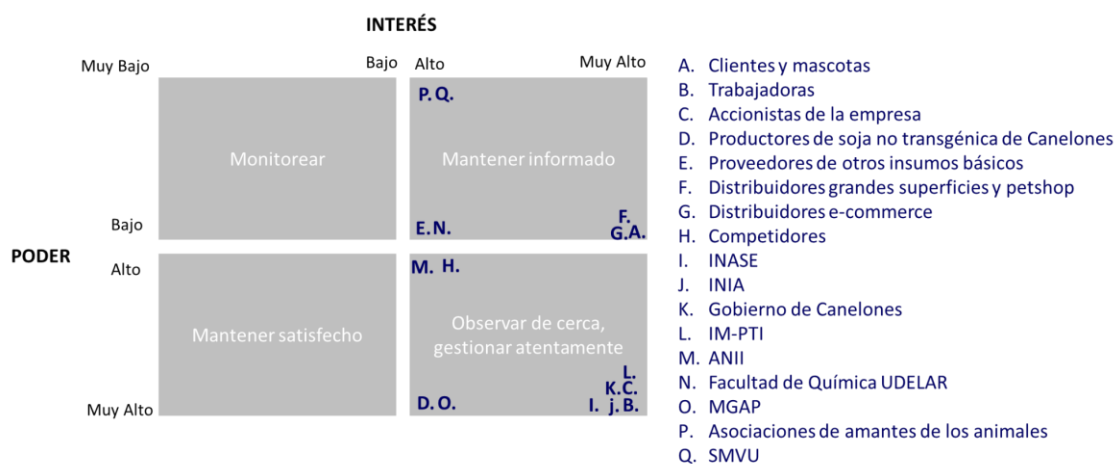 INTERÉS
Muy Bajo Bajo Alto Muy Alto
P. Q.
Monitorear Mantener informado
F.
Bajo E. N. G.A.
PODER
Alto M. H.
Mantener satisfecho Observar de cerca,
gestionar atentamente
L.
K.C.
Muy Alto D. O. I. j. B.
A. Clientes y mascotas
B. Trabajadoras
C. Accionistas de la empresa
D. Productores de soja no transgénica de Canelones
E. Proveedores de otros insumos básicos
F. Distribuidores grandes superficies y petshop
G. Distribuidores e-commerce
H. Competidores
I. INASE
J. INIA
K. Gobierno de Canelones
L. IM-PTI
M. ANII
N. Facultad de Química UDELAR
O. MGAP
P. Asociaciones de amantes de los animales
Q. SMVU